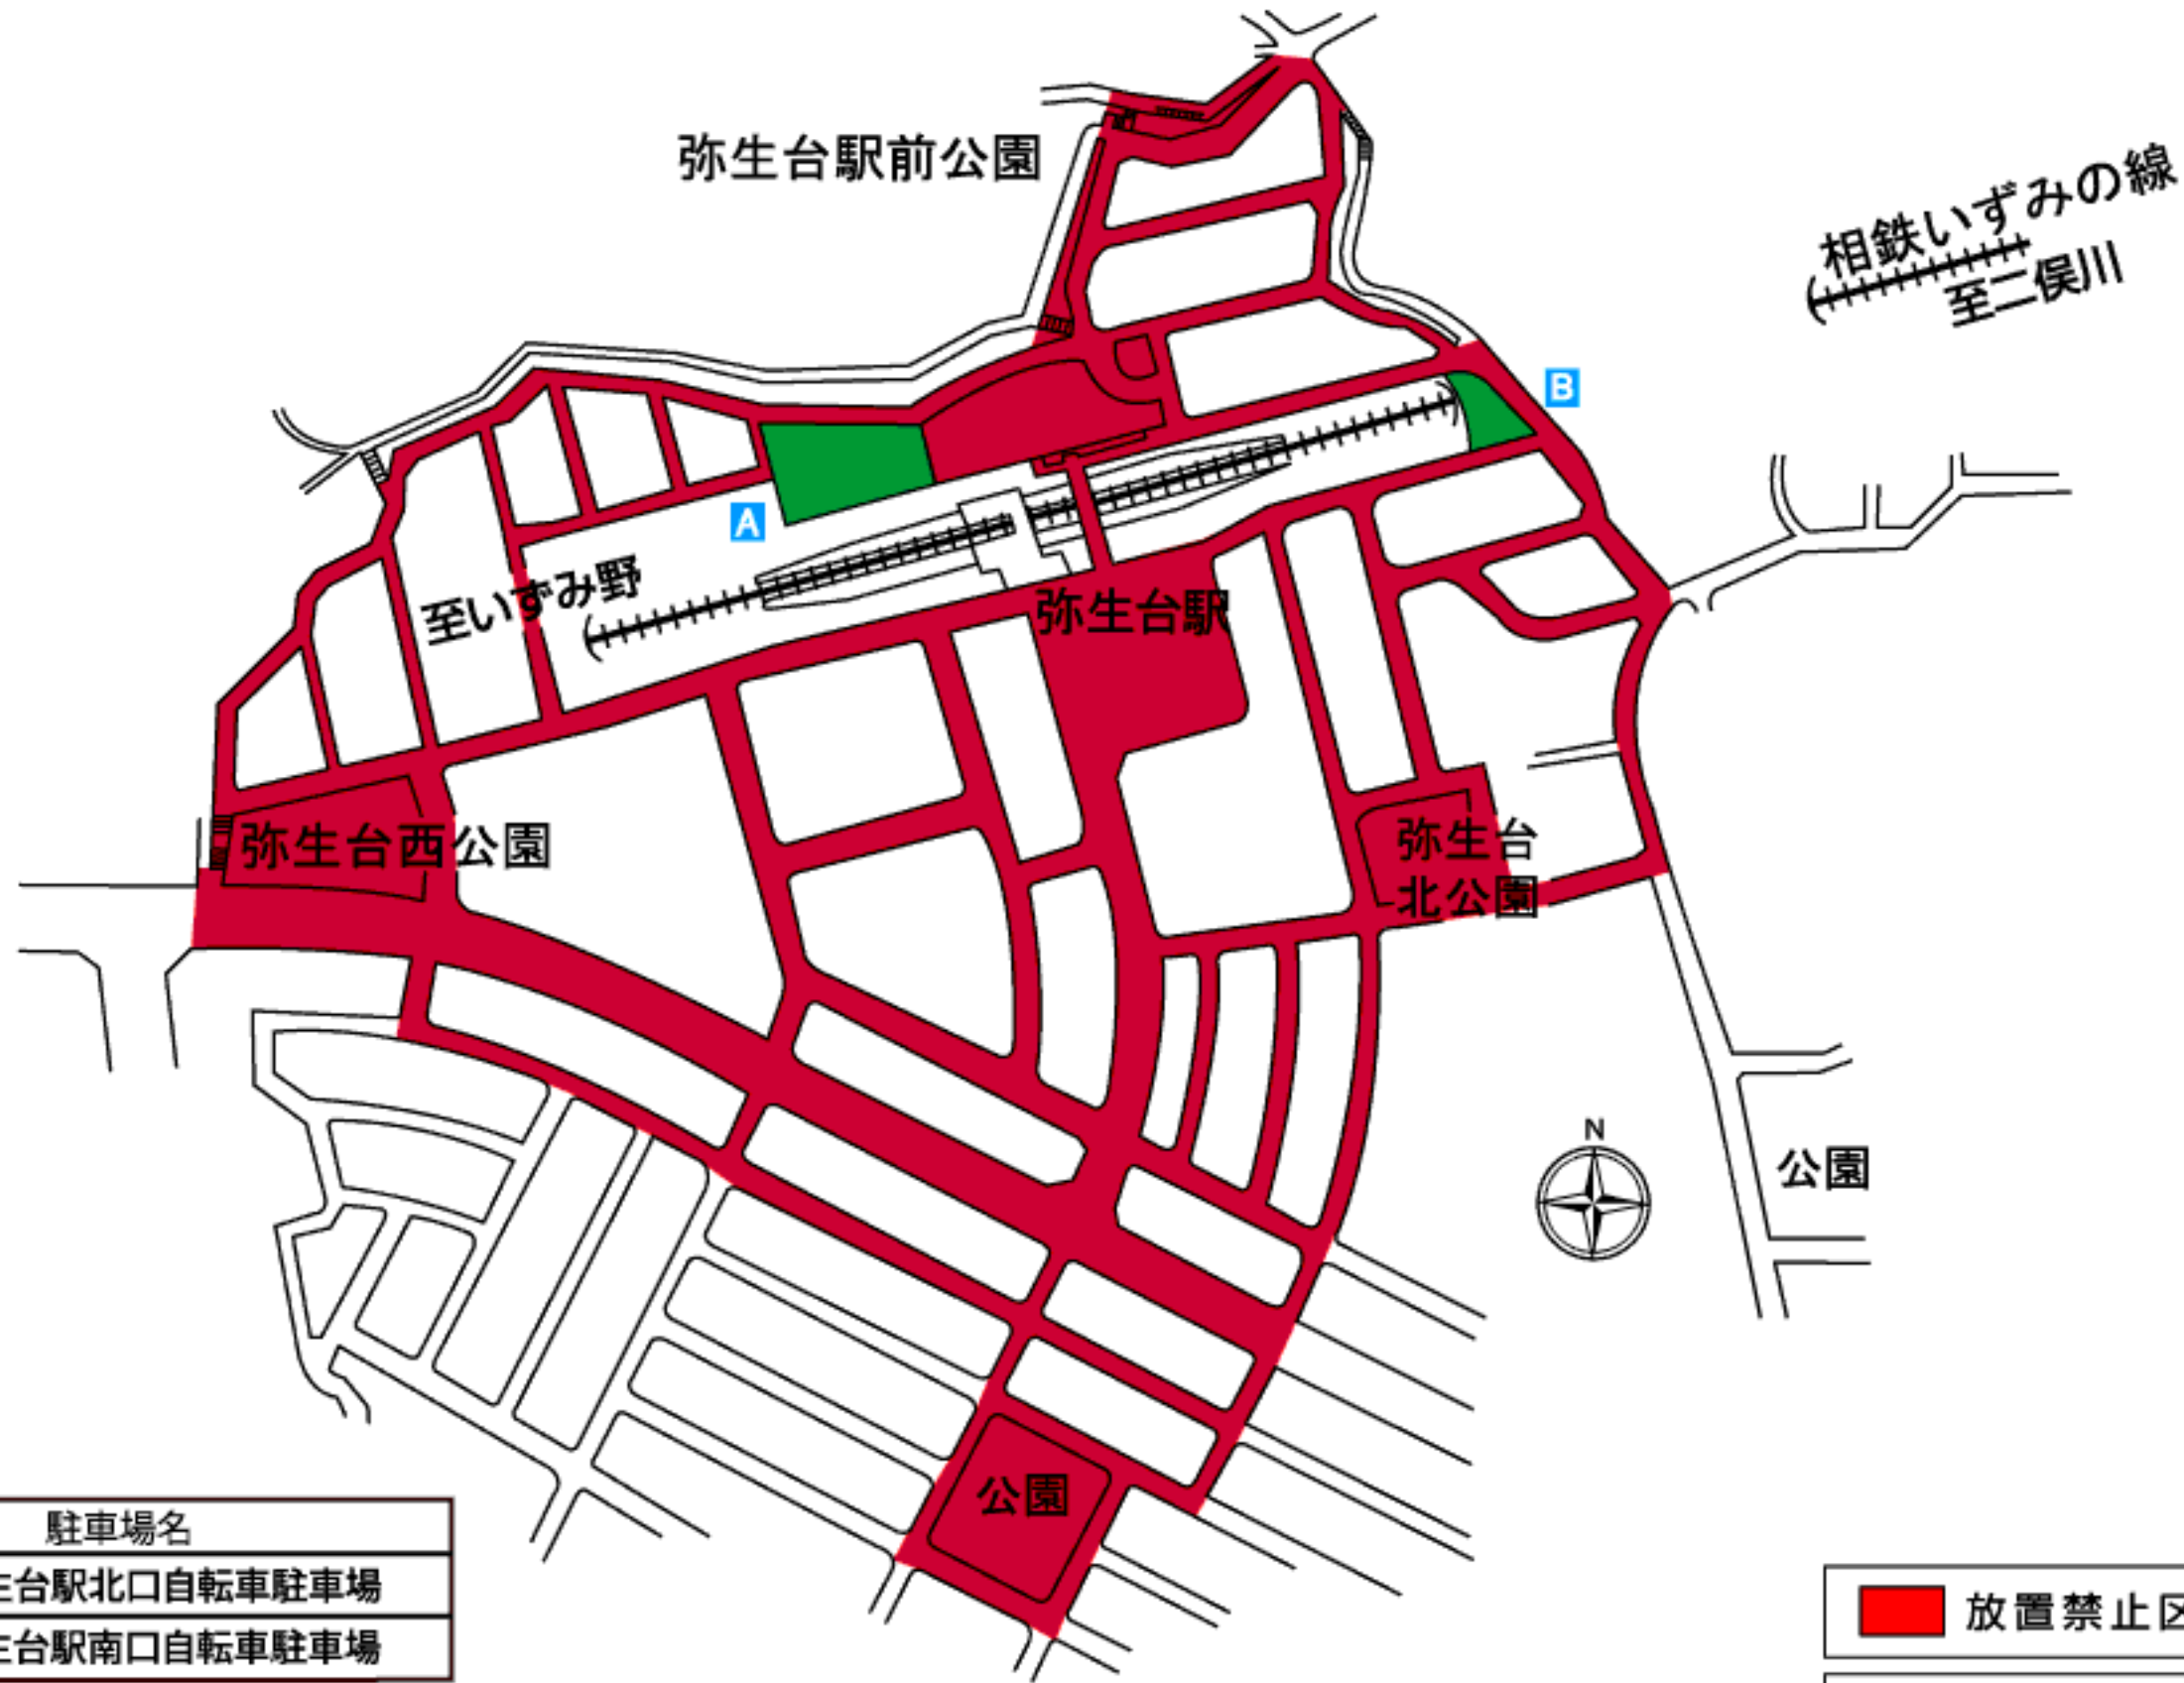 弥生台駅前公園
相鉄いずみの線
至二俣川
B
A
至いずみ野
弥生台駅
弥生台西公園
弥生台
北公園
N
公園
公園
駐車場名
台駅北口自転車駐車場
台駅南口自転車駐車場
放置禁止